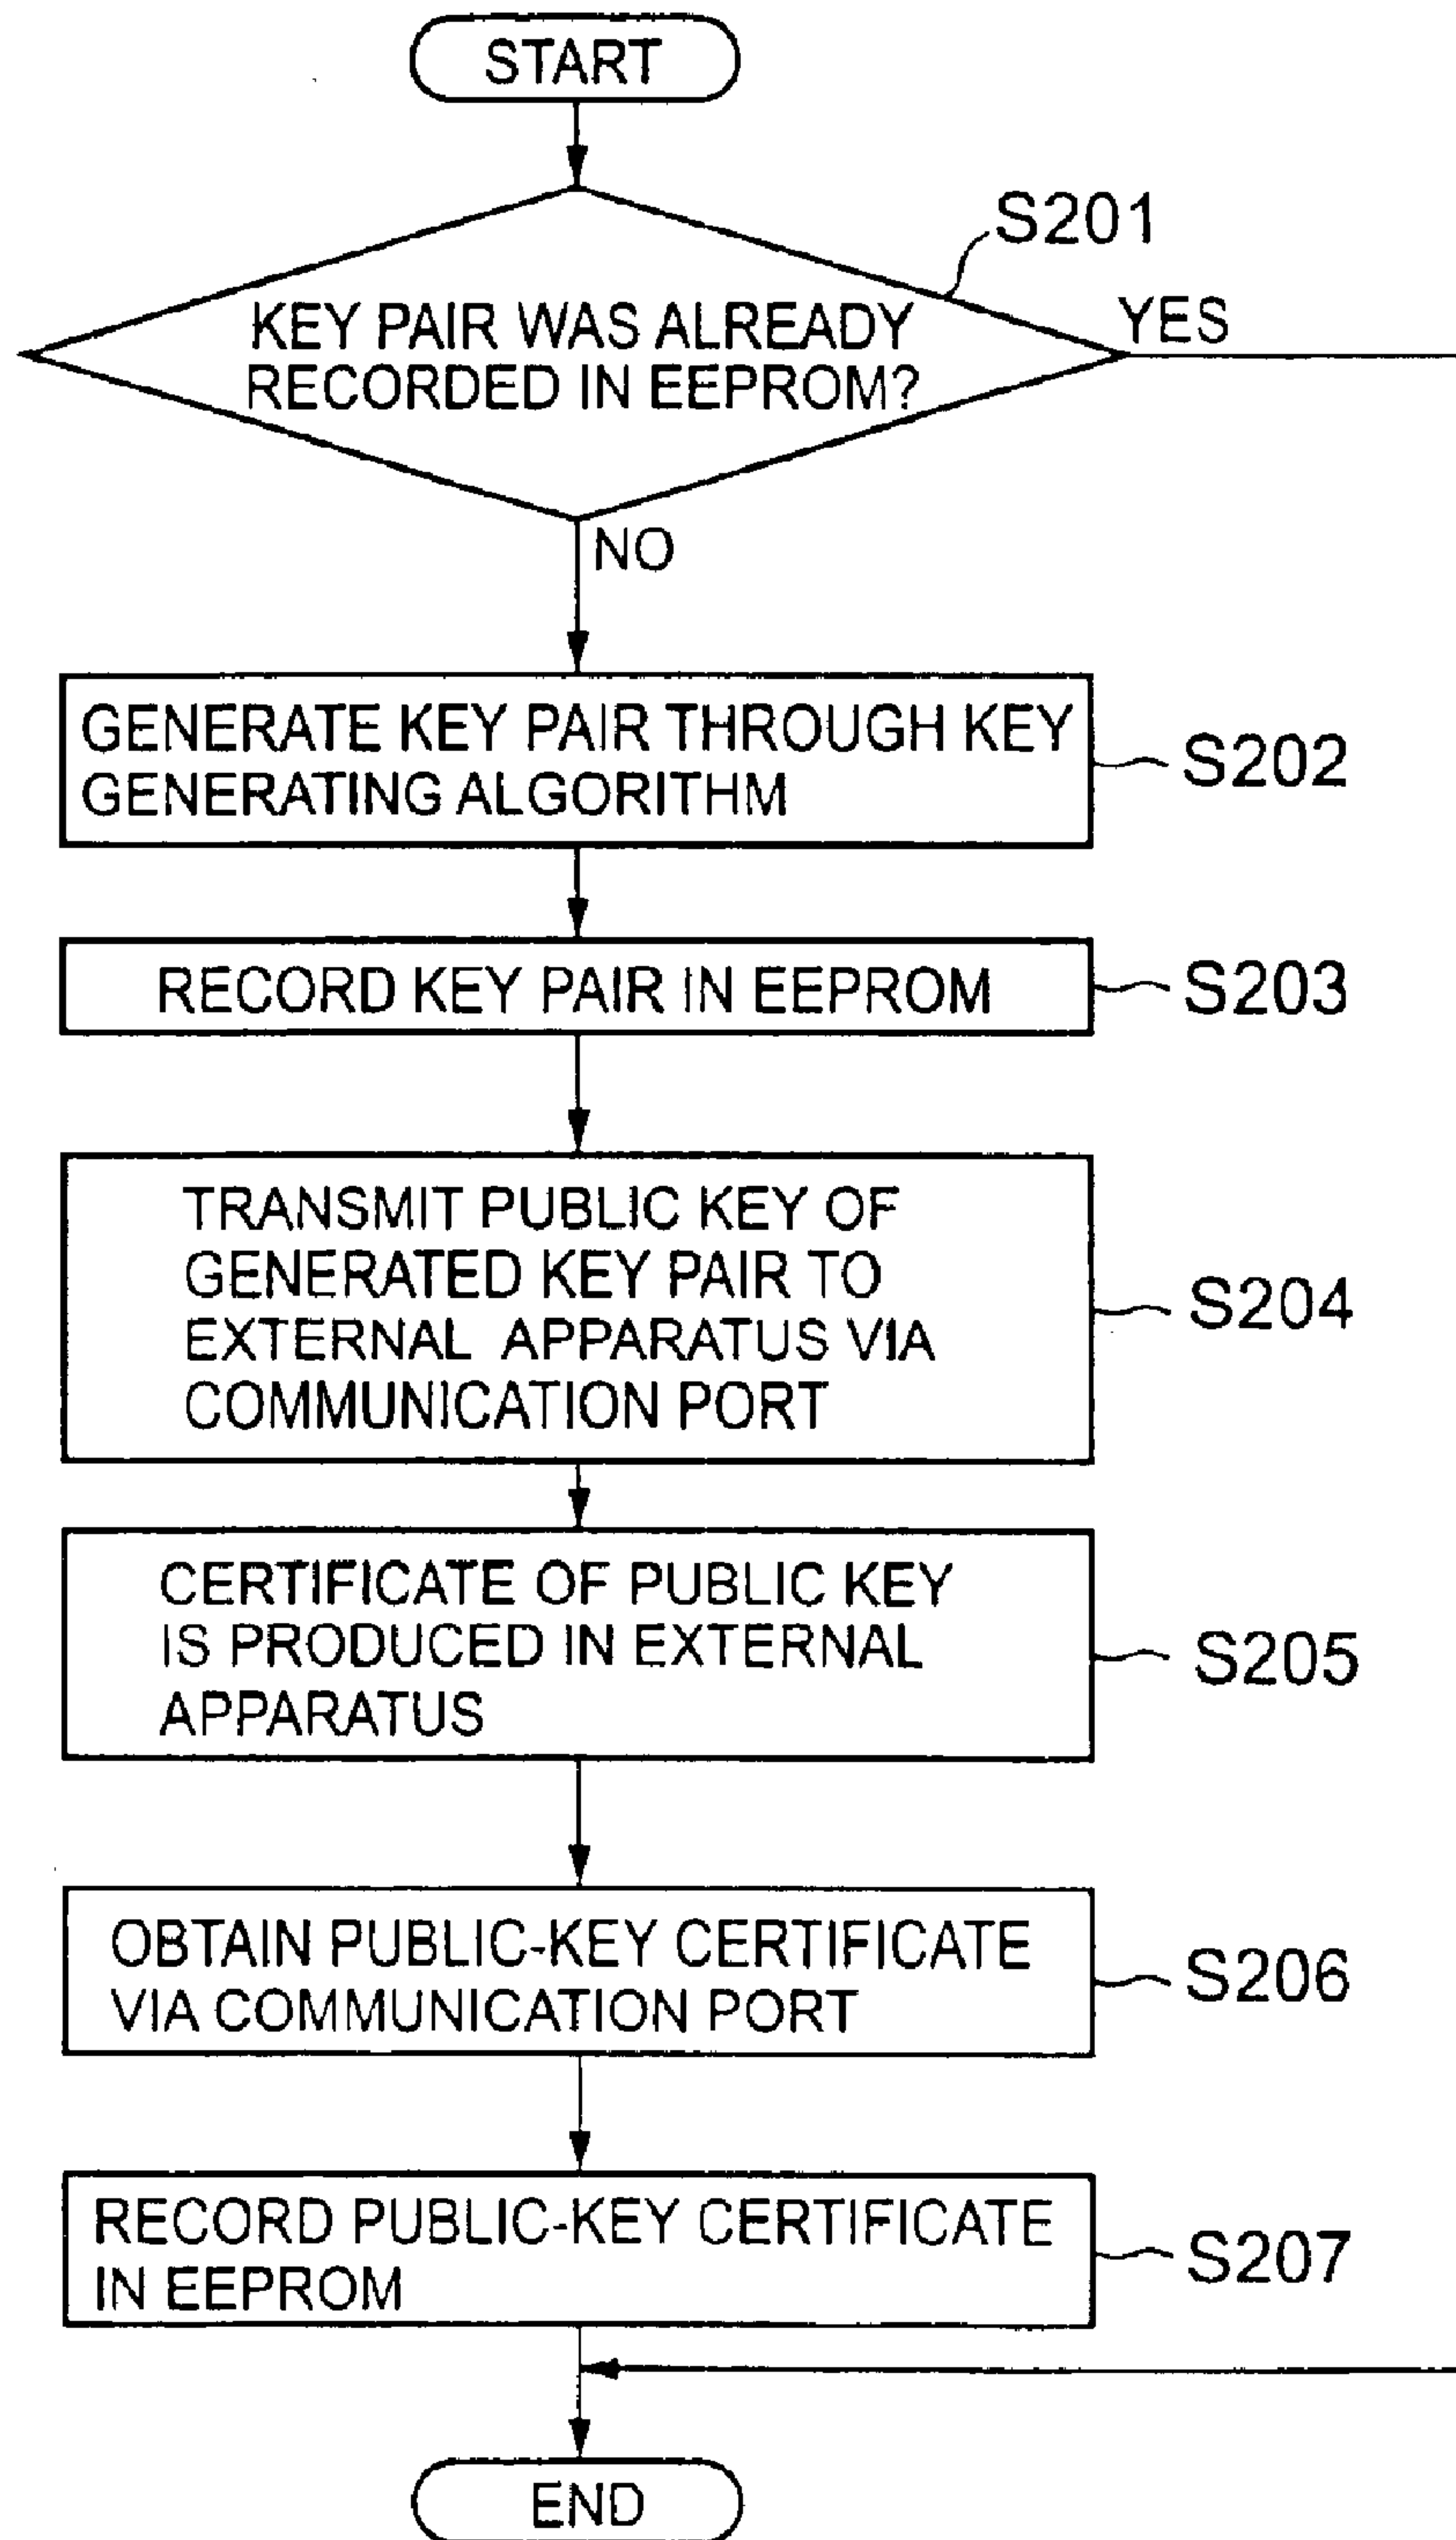 START
S201
KEY PAIR WAS ALREADY
RECORDED IN EEPROM?
YES
NO
GENERATE KEY PAIR THROUGH KEY
GENERATING ALGORITHM
S202
RECORD KEY PAIR IN EEPROM
S203
TRANSMIT PUBLIC KEY OF
GENERATED KEY PAIR TO
EXTERNAL APPARATUS VIA
COMMUNICATION PORT
S204
CERTIFICATE OF PUBLIC KEY
IS PRODUCED IN EXTERNAL
APPARATUS
S205
OBTAIN PUBLIC-KEY CERTIFICATE
VIA COMMUNICATION PORT
S206
RECORD PUBLIC-KEY CERTIFICATE
IN EEPROM
S207
END